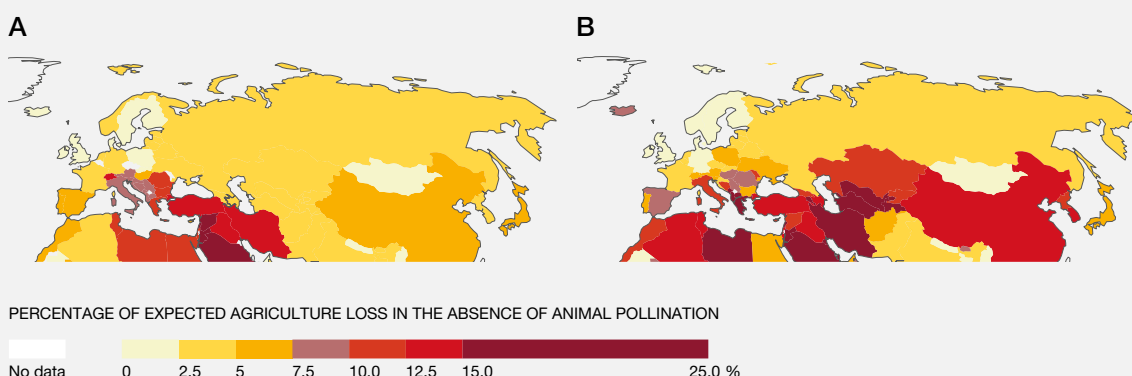 A
B
PERCENTAGE OF EXPECTED AGRICULTURE LOSS IN THE ABSENCE OF ANIMAL POLLINATION
No data 0 2.5 5 7.5 10.0 12.5 15.0 25.0 %